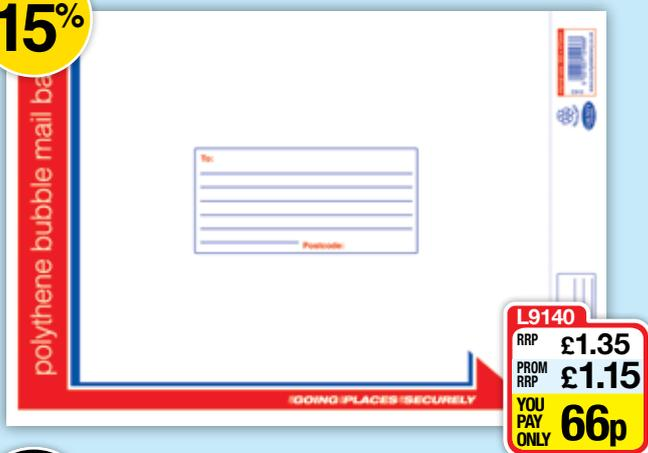 15%
polythene bubble mail ba
To:
Postcode:
GOING PLACES SECURELY
L9140
RRP £1.35
PROM RRP £1.15
YOU PAY ONLY 66p